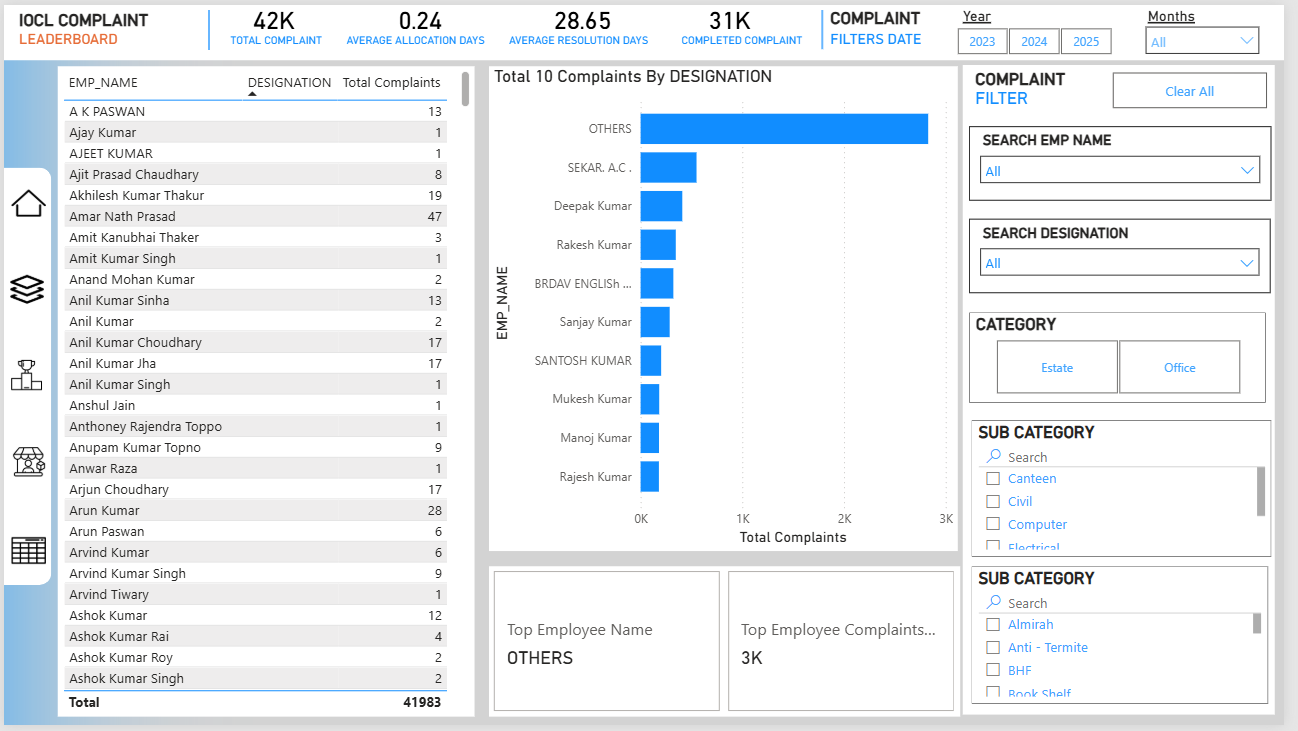 IOCL COMPLAINT
LEADERBOARD
42K
TOTAL COMPLAINT
0.24
AVERAGE ALLOCATION DAYS
28.65
AVERAGE RESOLUTION DAYS
31K
COMPLETED COMPLAINT
COMPLAINT
FILTERS DATE
Year
2023 2024 2025
Months
All
EMP_NAME DESIGNATION Total Complaints
A K PASWAN 13
Ajay Kumar 1
AJEET KUMAR 1
Ajit Prasad Chaudhary 8
Akhilesh Kumar Thakur 19
Amar Nath Prasad 47
Amit Kanubhai Thaker 3
Amit Kumar Singh 1
Anand Mohan Kumar 2
Anil Kumar Sinha 13
Anil Kumar 2
Anil Kumar Choudhary 17
Anil Kumar Jha 17
Anil Kumar Singh 1
Anshul Jain 1
Anthoney Rajendra Toppo 1
Anupam Kumar Topno 9
Anwar Raza 1
Arjun Choudhary 17
Arun Kumar 28
Arun Paswan 6
Arvind Kumar 6
Arvind Kumar Singh 9
Arvind Tiwary 1
Ashok Kumar 12
Ashok Kumar Rai 4
Ashok Kumar Roy 2
Ashok Kumar Singh 2
Total 41983
Total 10 Complaints By DESIGNATION
EMP_NAME
OTHERS
SEKAR. A.C .
Deepak Kumar
Rakesh Kumar
BRDAV ENGLISh ...
Sanjay Kumar
SANTOSH KUMAR
Mukesh Kumar
Manoj Kumar
Rajesh Kumar
0K 1K 2K 3K
Total Complaints
Top Employee Name
OTHERS
Top Employee Complaints...
3K
COMPLAINT
FILTER
Clear All
SEARCH EMP NAME
All
SEARCH DESIGNATION
All
CATEGORY
Estate Office
SUB CATEGORY
Search
Canteen
Civil
Computer
Electrical
SUB CATEGORY
Search
Almirah
Anti - Termite
BHF
Book Shelf